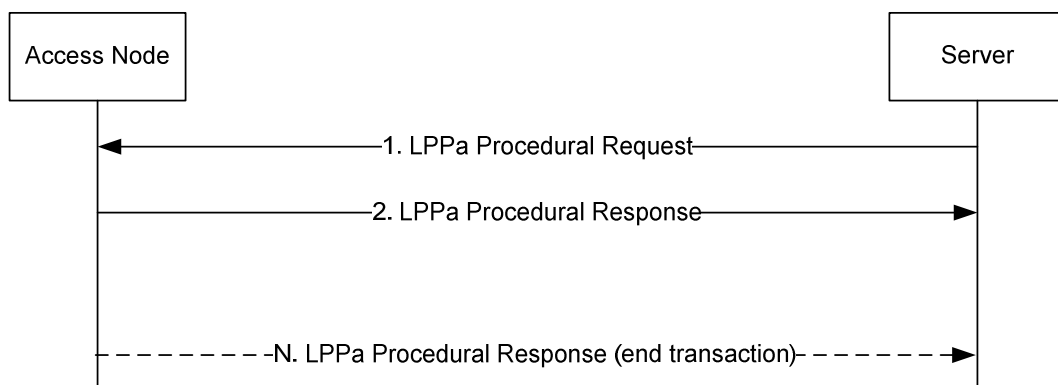 Access Node
Server
1. LPPa Procedural Request
2. LPPa Procedural Response
N. LPPa Procedural Response (end transaction)